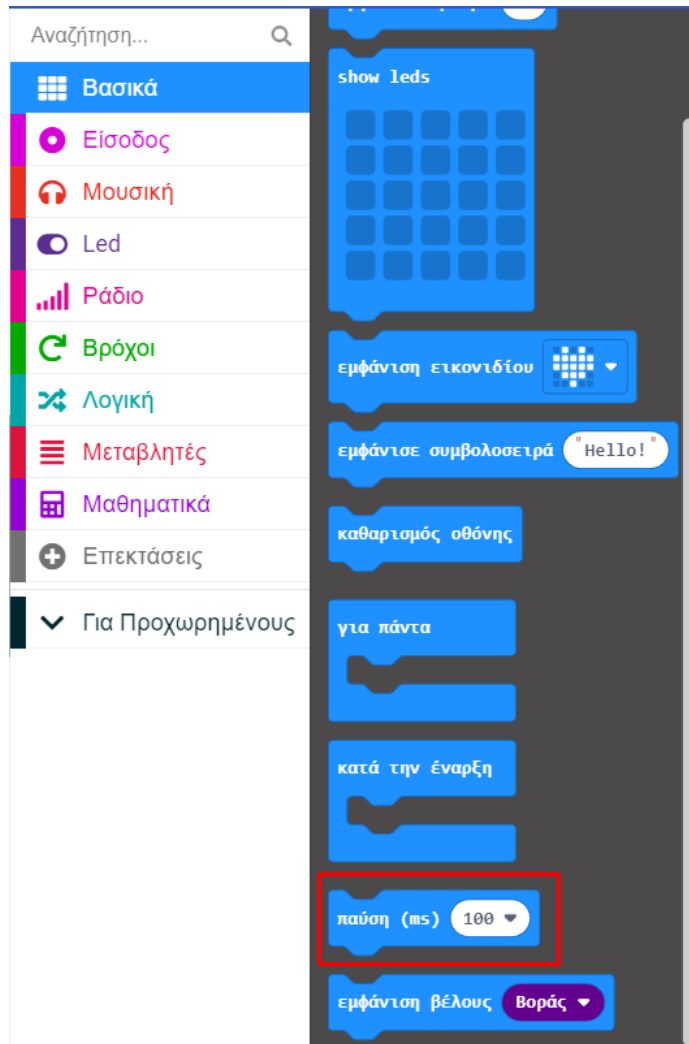 Αναζήτηση...
Βασικά
Είσοδος
Μουσική
Led
Ράδιο
Βρόχοι
Λογική
Μεταβλητές
Μαθηματικά
Επεκτάσεις
Για Προχωρημένους
show leds
εμφάνιση εικονιδίου
εμφάνισε συμβολοσειρά "Hello!"
καθαρισμός οθόνης
για πάντα
κατά την έναρξη
παύση (ms) 100
εμφάνιση βέλους Βοράς